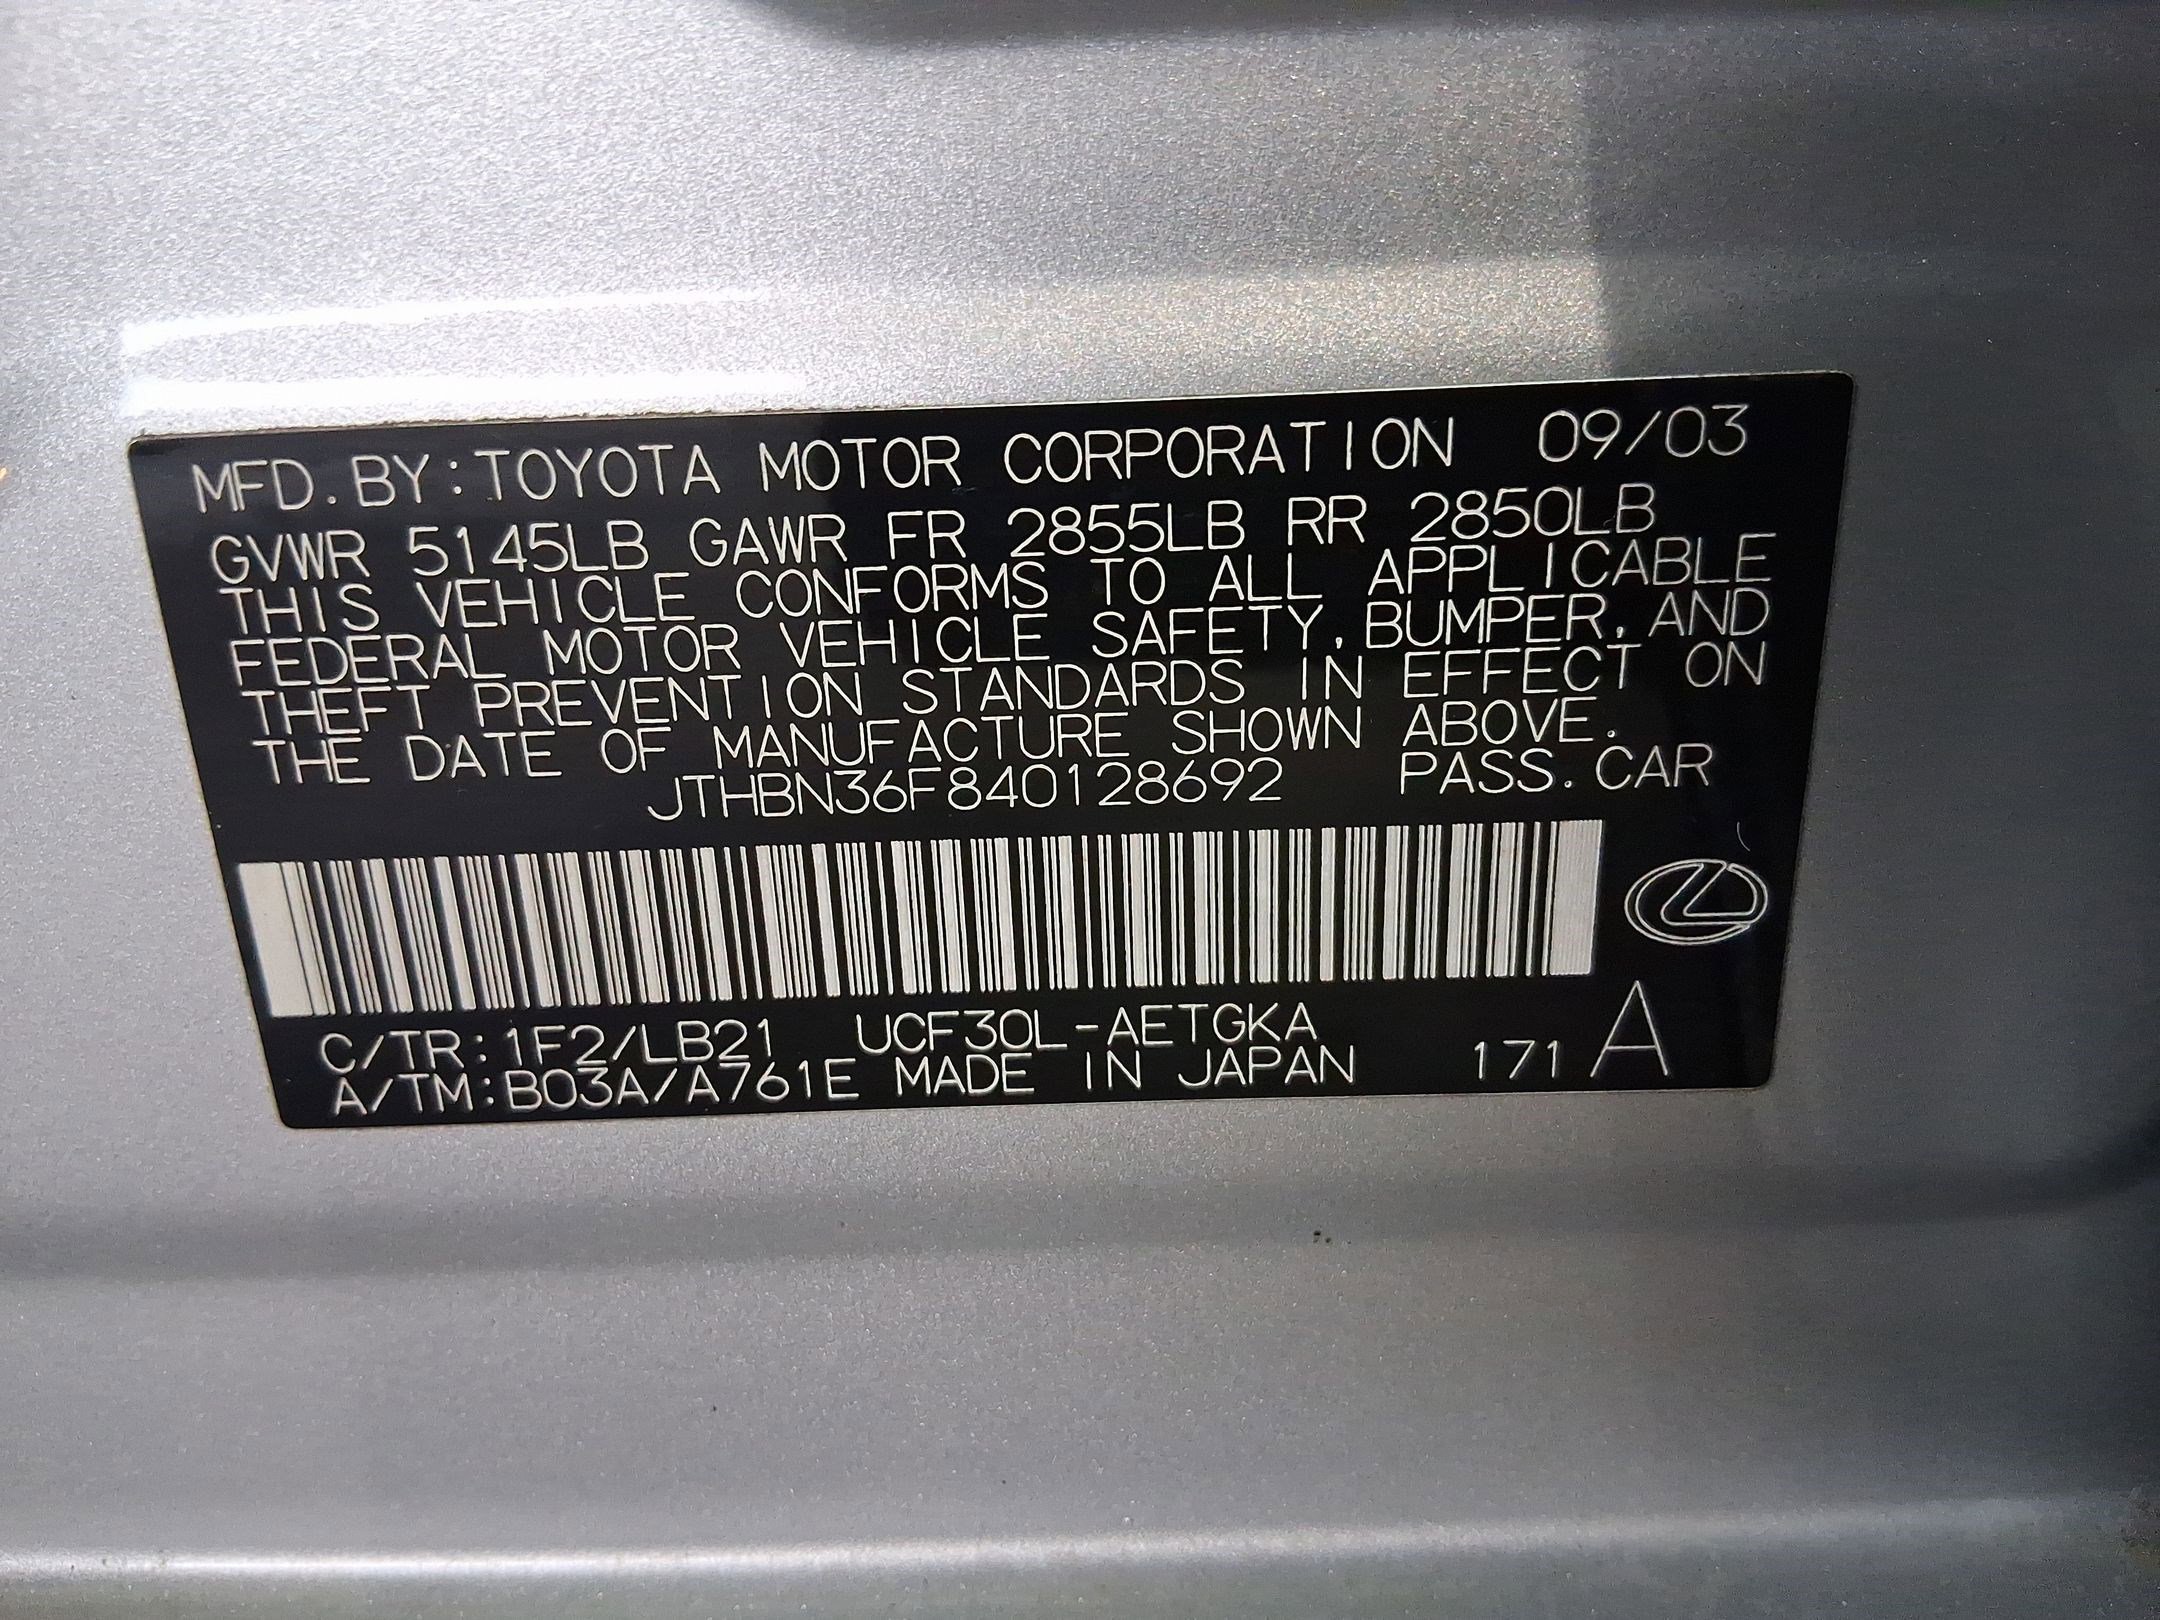 MFD. BY: TOYOTA MOTOR CORPORATION 09/03
GVWR 5145LB GAWR FR 2855LB RR 2850LB
THIS VEHICLE CONFORMS TO ALL APPLICABLE
FEDERAL MOTOR VEHICLE SAFETY, BUMPER, AND
THEFT PREVENTION STANDARDS IN EFFECT ON
THE DATE OF MANUFACTURE SHOWN ABOVE.
JTHBN36F840128692 PASS. CAR
C/TR: 1F2/LB21 UCF30L-AETGKA
A/TM: B03A/A761E MADE IN JAPAN 171 A